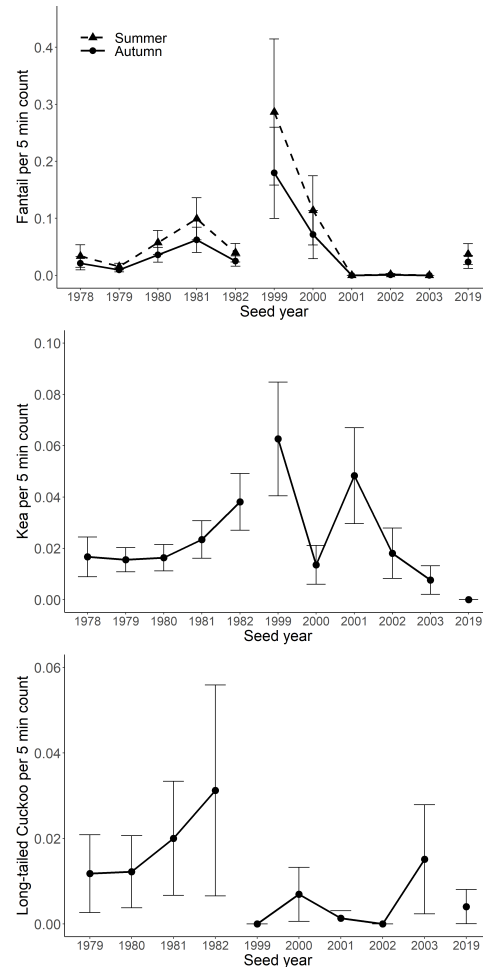 Fantail per 5 min count
0.4
0.3
0.2
0.1
0.0
Summer
Autumn
1978 1979 1980 1981 1982 1999 2000 2001 2002 2003 2019
Seed year
Kea per 5 min count
0.10
0.08
0.06
0.04
0.02
0.00
1978 1979 1980 1981 1982 1999 2000 2001 2002 2003 2019
Seed year
Long-tailed Cuckoo per 5 min count
0.06
0.04
0.02
0.00
1979 1980 1981 1982 1999 2000 2001 2002 2003 2019
Seed year